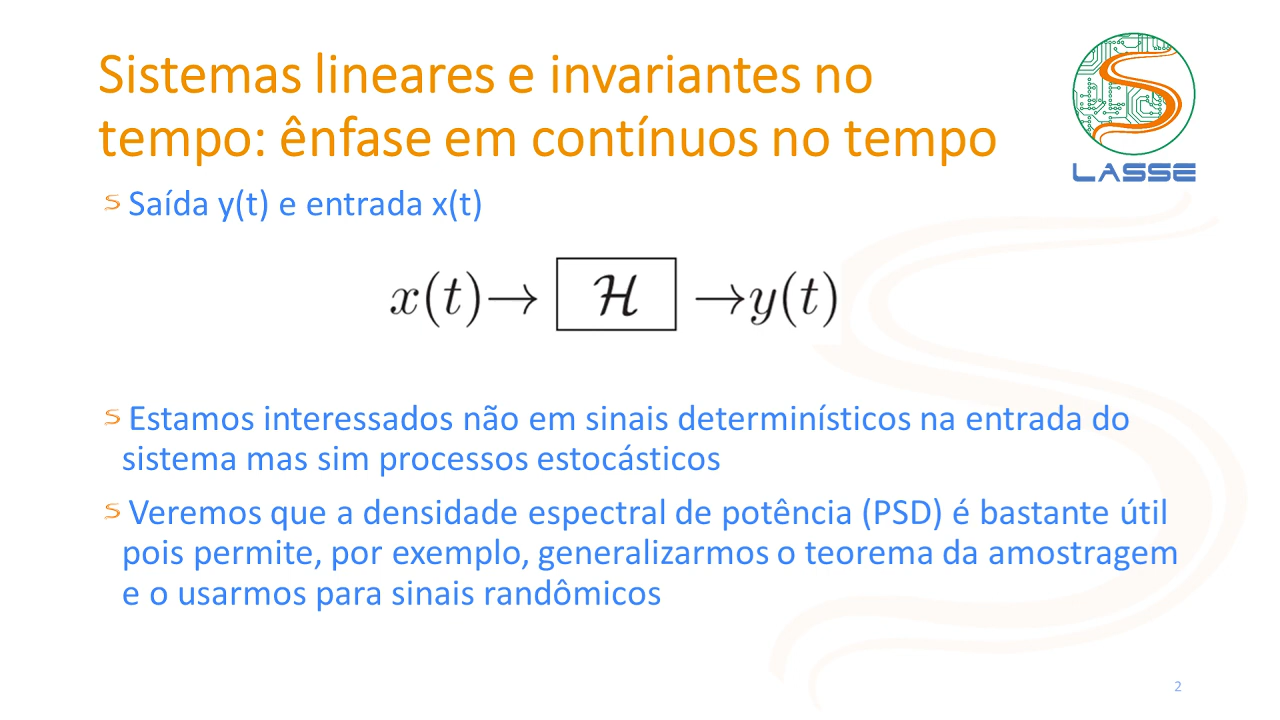 Sistemas lineares e invariantes no
tempo: ênfase em contínuos no tempo
LASSE
Saída y(t) e entrada x(t)
x(t)→ ℋ →y(t)
Estamos interessados não em sinais determinísticos na entrada do
sistema mas sim processos estocásticos
Veremos que a densidade espectral de potência (PSD) é bastante útil
pois permite, por exemplo, generalizarmos o teorema da amostragem
e o usarmos para sinais randômicos
2